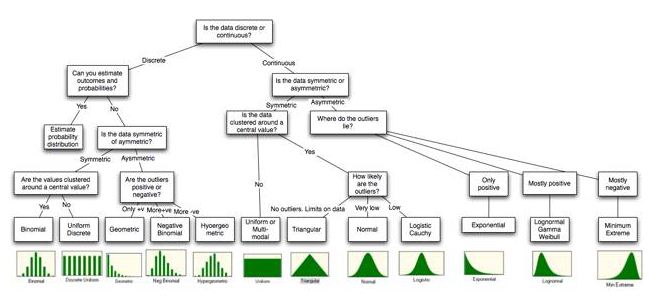 Is the data discrete or
continuous?
Discrete
Continuous
Can you estimate
outcomes and
probabilities?
Is the data symmetric or
asymmetric?
Yes
No
Symmetric
Asymmetric
Estimate
probability
distribution
Is the data symmetric
of asymmetric?
Is the data
clustered around a
central value?
Where do the outliers
lie?
Symmetric
Aysmmetric
Yes
Are the values clustered
around a central value?
Are the outliers
positive or
negative?
No
How likely
are the
outliers?
Only
positive
Mostly positive
Mostly
negative
Yes
No
Only +v
More+ve
More -ve
No outliers. Limits on data
Very low
Low
Binomial
Uniform
Discrete
Geometric
Negative
Binomial
Hyoergeo
metric
Uniform or
Multi-
modal
Triangular
Normal
Logistic
Cauchy
Exponential
Lognormal
Gamma
Weibull
Minimum
Extreme
Binomial
Discrete Uniform
Geometric
Neg Binomial
Hypergeometric
Uniform
Triangular
Normal
Logistic
Exponential
Lognormal
Min Extreme